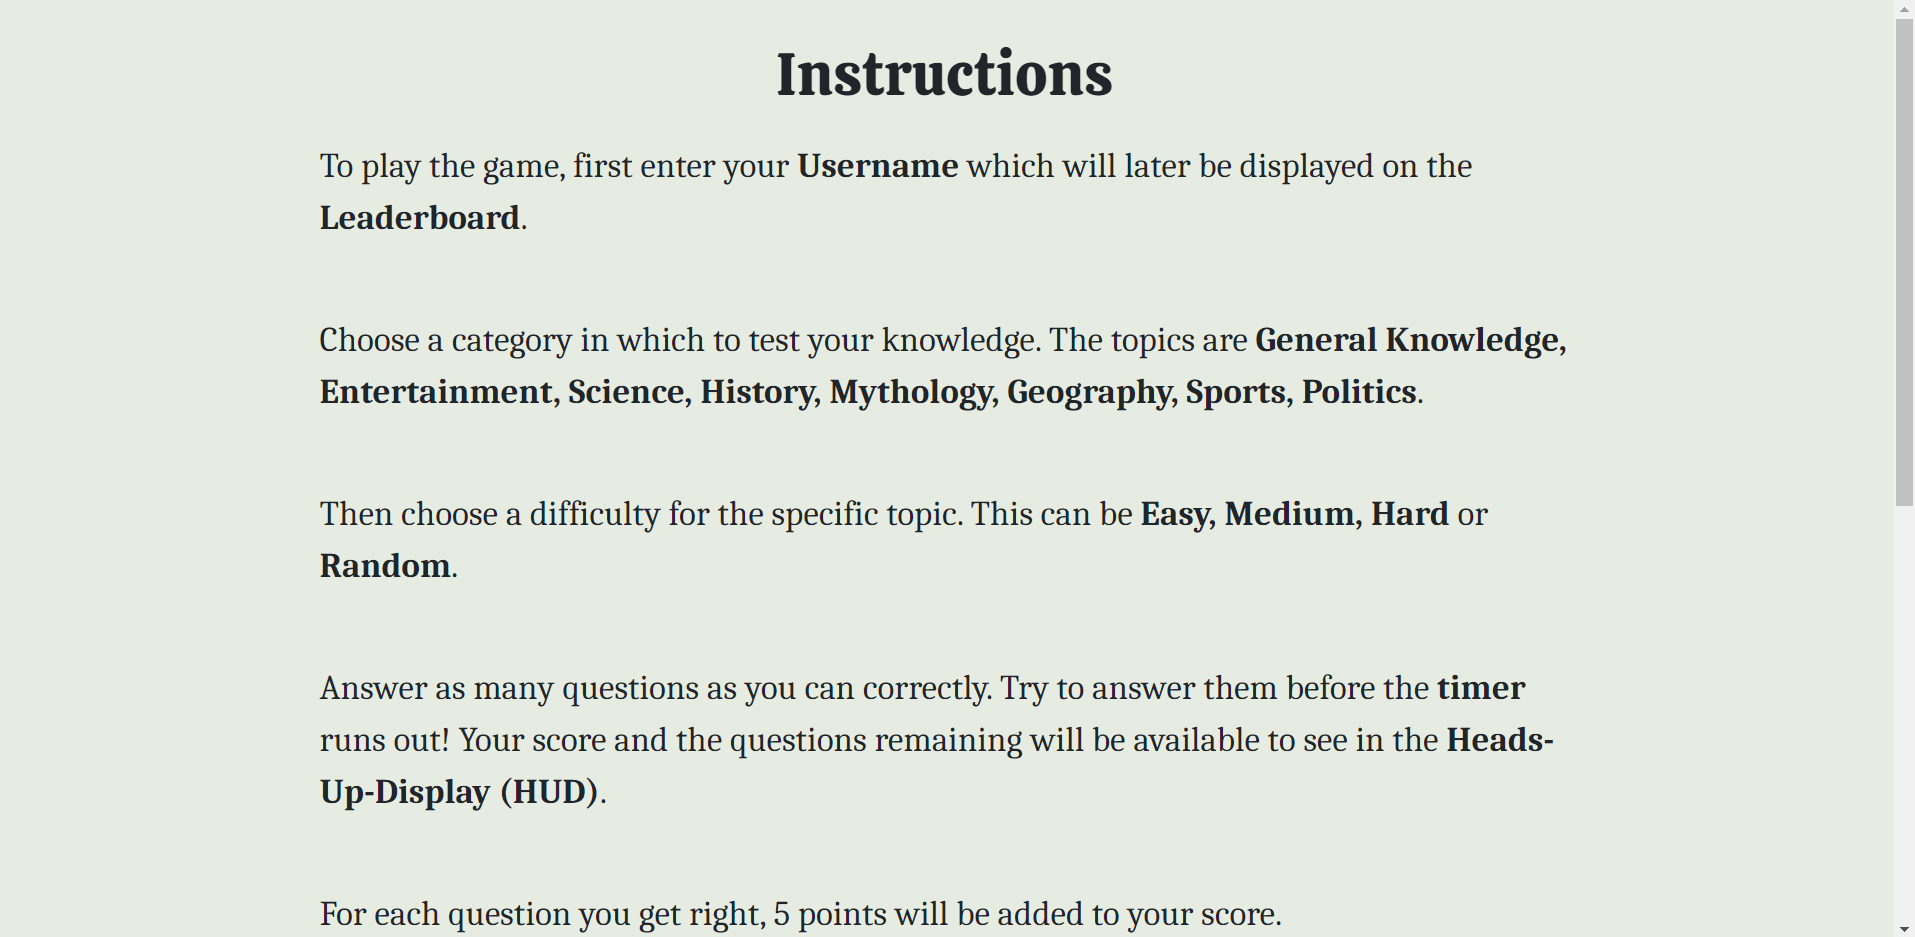 Instructions
To play the game, first enter your Username which will later be displayed on the
Leaderboard.
Choose a category in which to test your knowledge. The topics are General Knowledge,
Entertainment, Science, History, Mythology, Geography, Sports, Politics.
Then choose a difficulty for the specific topic. This can be Easy, Medium, Hard or
Random.
Answer as many questions as you can correctly. Try to answer them before the timer
runs out! Your score and the questions remaining will be available to see in the Heads-
Up-Display (HUD).
For each question you get right, 5 points will be added to your score.